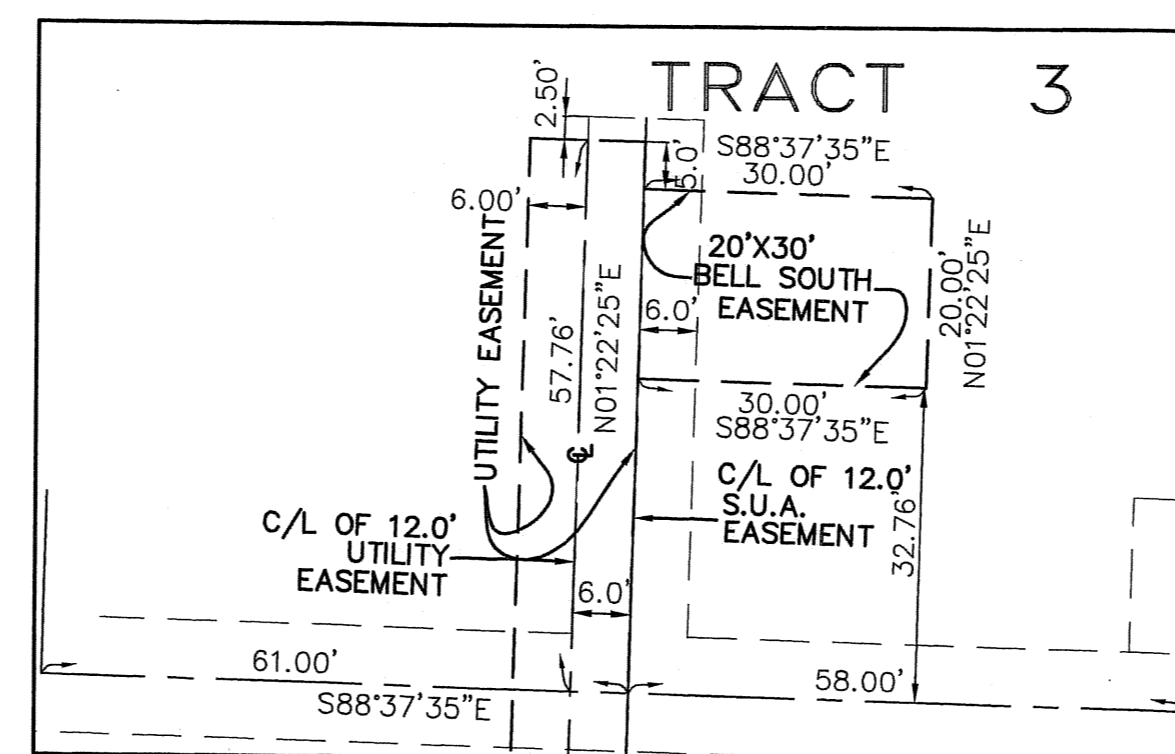 TRACT 3
2.50'
S88°37'35"E
30.00'
5.0'
6.00'
UTILITY EASEMENT
20'X30'
BELL SOUTH
EASEMENT
20.00'
N01°22'25"E
6.0'
57.76'
N01°22'25"E
30.00'
S88°37'35"E
℄
C/L OF 12.0'
S.U.A.
EASEMENT
32.76'
C/L OF 12.0'
UTILITY
EASEMENT
6.0'
61.00'
S88°37'35"E
58.00'